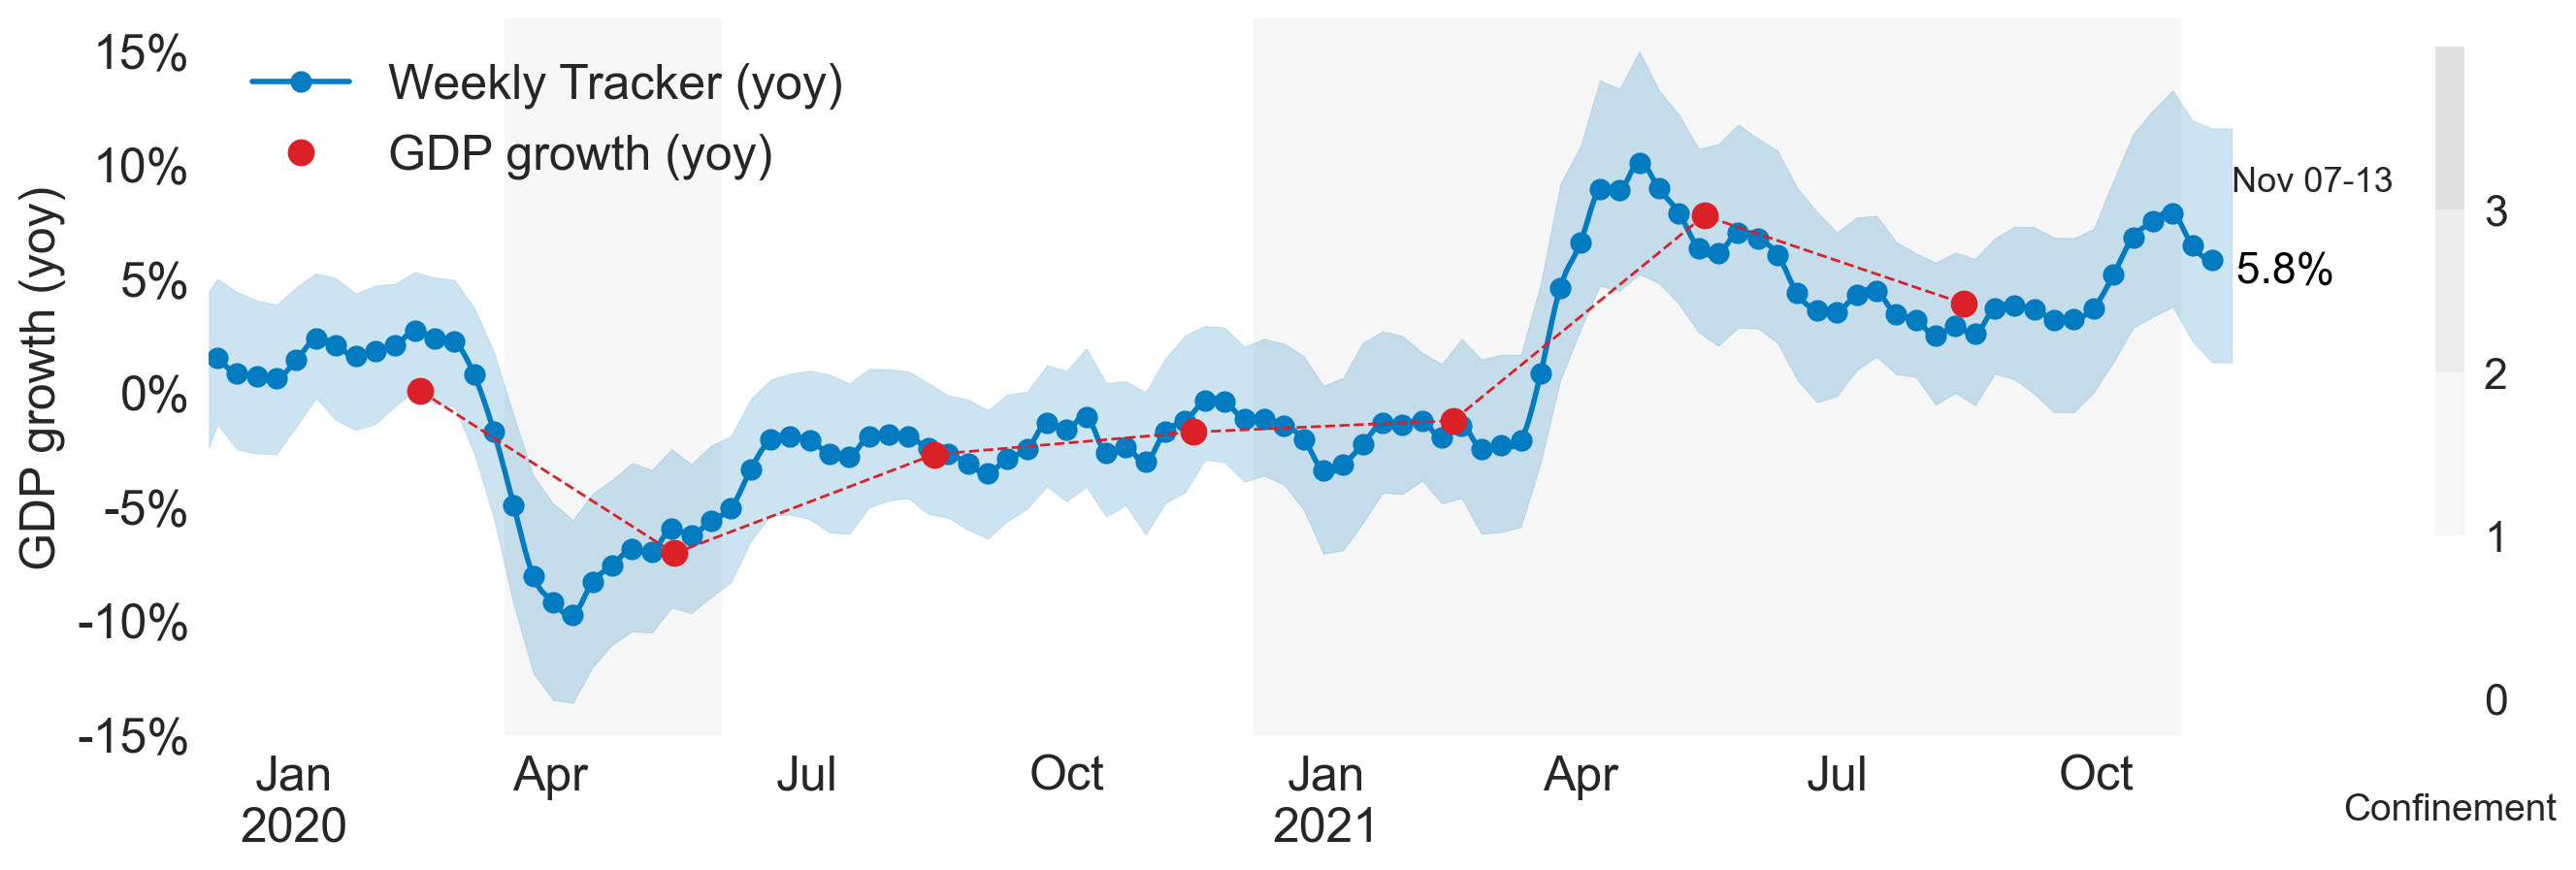 GDP growth (yoy)
15%
10%
5%
0%
-5%
-10%
-15%
Weekly Tracker (yoy)
GDP growth (yoy)
Nov 07-13
5.8%
Jan
2020
Apr
Jul
Oct
Jan
2021
Apr
Jul
Oct
3
2
1
0
Confinement